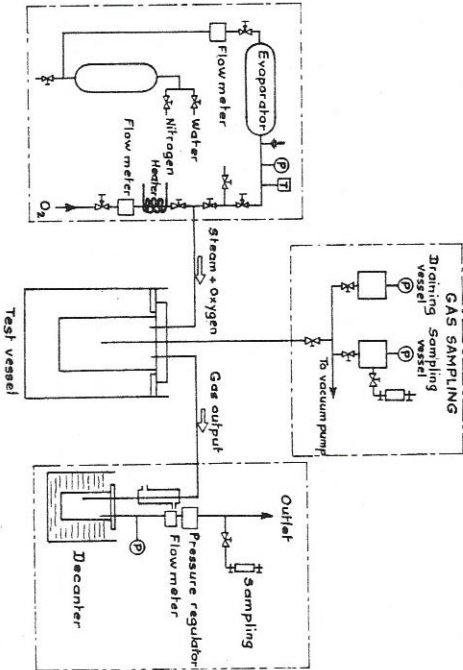 GAS SAMPLING
Draining
vessel
Sampling
vessel
P
P
To vacuum pump
Evaporator
P
T
Flow meter
Water
Nitrogen
Heater
Flow meter
O₂
Steam + Oxygen
Gas output
Test vessel
Outlet
Sampling
Pressure regulator
Flow meter
P
Decanter